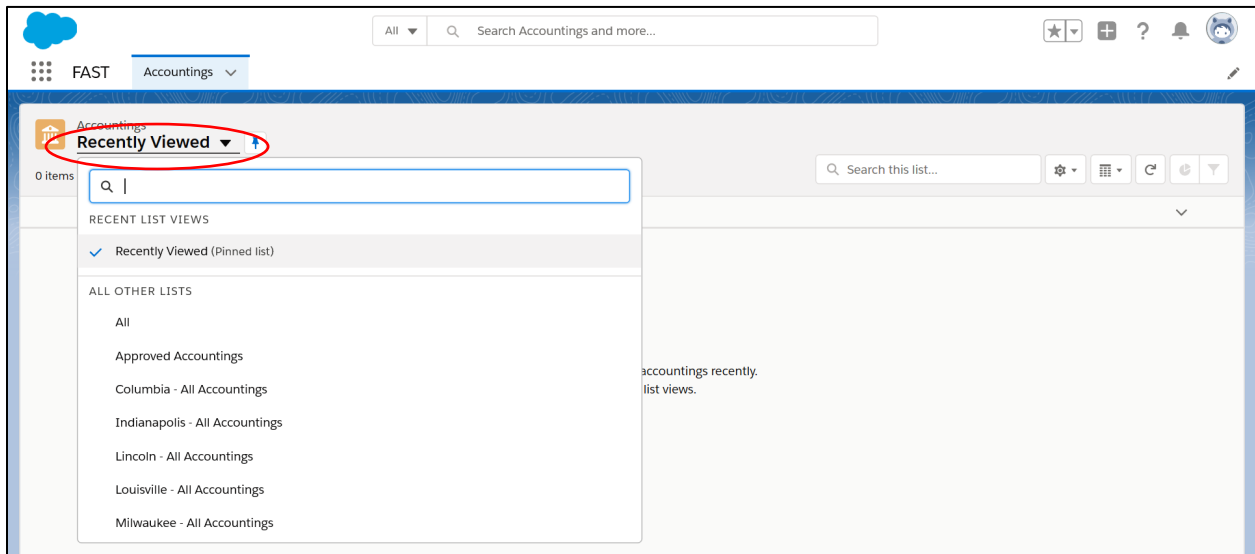 All
Search Accountings and more...
FAST
Accountings
Accountings
Recently Viewed
0 items
Search this list...
RECENT LIST VIEWS
Recently Viewed (Pinned list)
ALL OTHER LISTS
All
Approved Accountings
accountings recently.
Columbia - All Accountings
list views.
Indianapolis - All Accountings
Lincoln - All Accountings
Louisville - All Accountings
Milwaukee - All Accountings